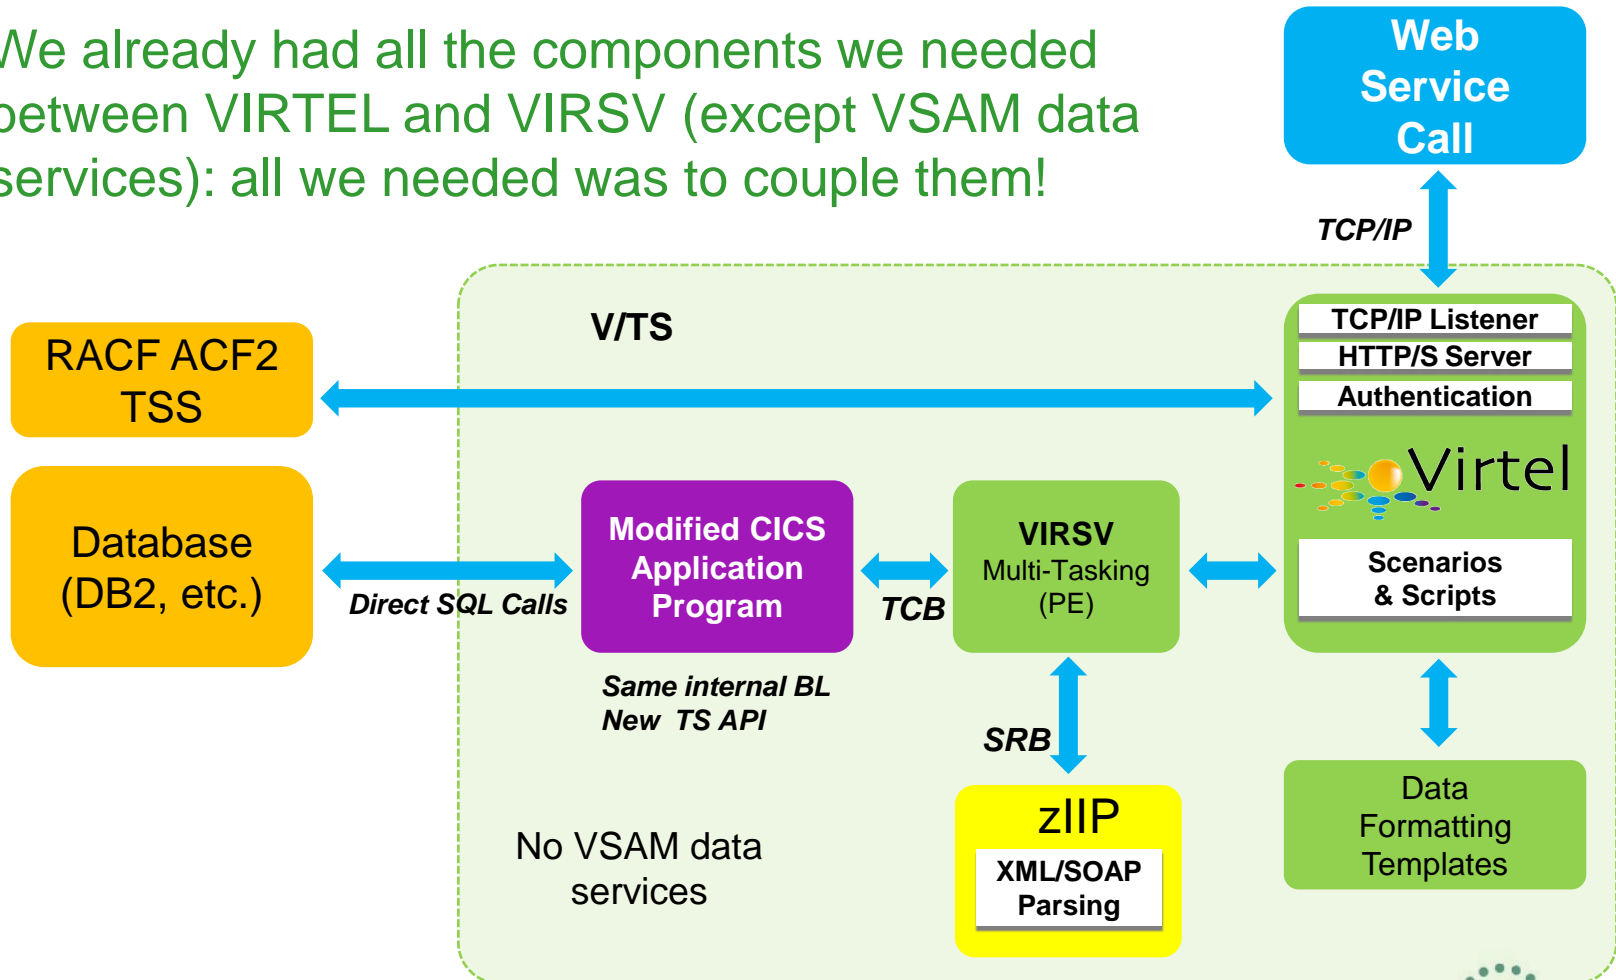 We already had all the components we needed
between VIRTEL and VIRSV (except VSAM data
services): all we needed was to couple them!
Web
Service
Call
TCP/IP
V/TS
TCP/IP Listener
HTTP/S Server
Authentication
Virtel
Scenarios
& Scripts
RACF ACF2
TSS
Database
(DB2, etc.)
Direct SQL Calls
Modified CICS
Application
Program
TCB
VIRSV
Multi-Tasking
(PE)
Same internal BL
New TS API
SRB
zIIP
XML/SOAP
Parsing
Data
Formatting
Templates
No VSAM data
services